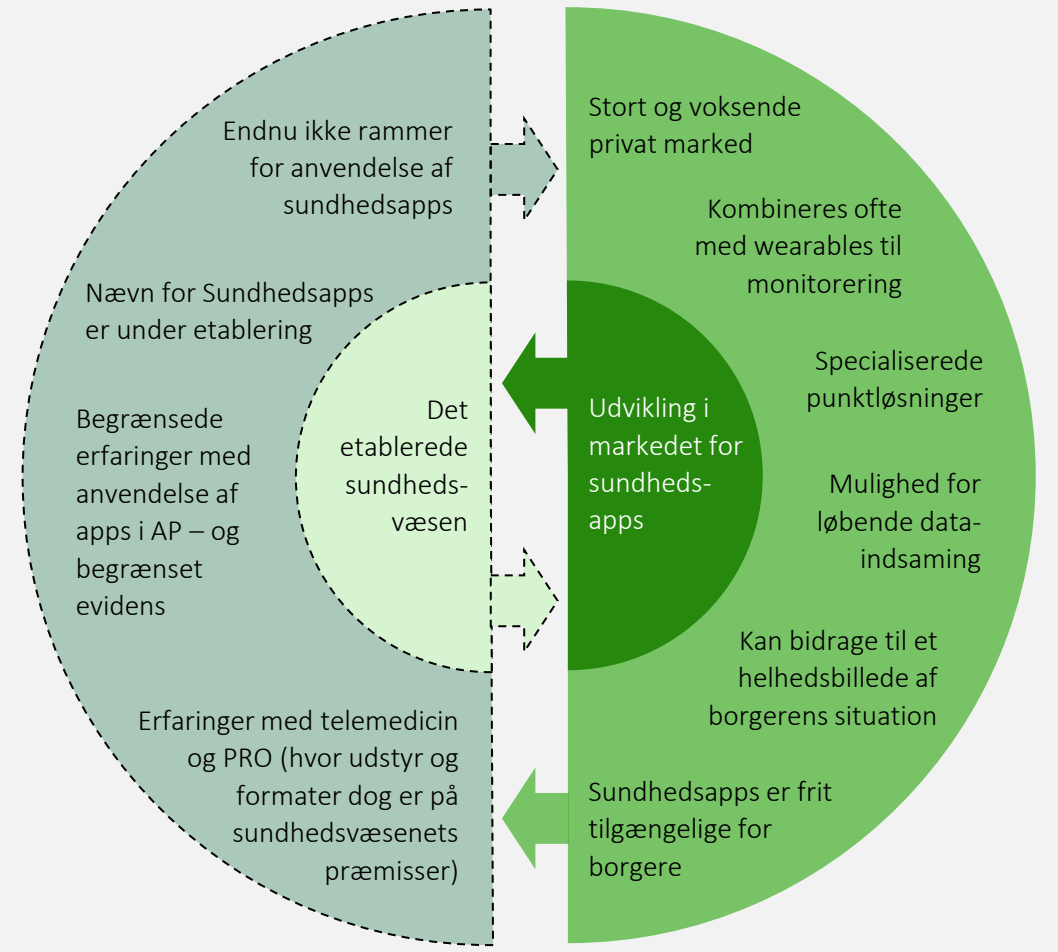 Endnu ikke rammer
for anvendelse af
sundhedsapps
Nævn for Sundhedsapps
er under etablering
Begrænsede
erfaringer med
anvendelse af
apps i AP – og
begrænset
evidens
Erfaringer med telemedicin
og PRO (hvor udstyr og
formater dog er på
sundhedsvæsenets
præmisser)
Det
etablerede
sundheds-
væsen
Udvikling i
markedet for
sundheds-
apps
Stort og voksende
privat marked
Kombineres ofte
med wearables til
monitorering
Specialiserede
punktløsninger
Mulighed for
løbende data-
indsaming
Kan bidrage til et
helhedsbillede af
borgerens situation
Sundhedsapps er frit
tilgængelige for
borgere